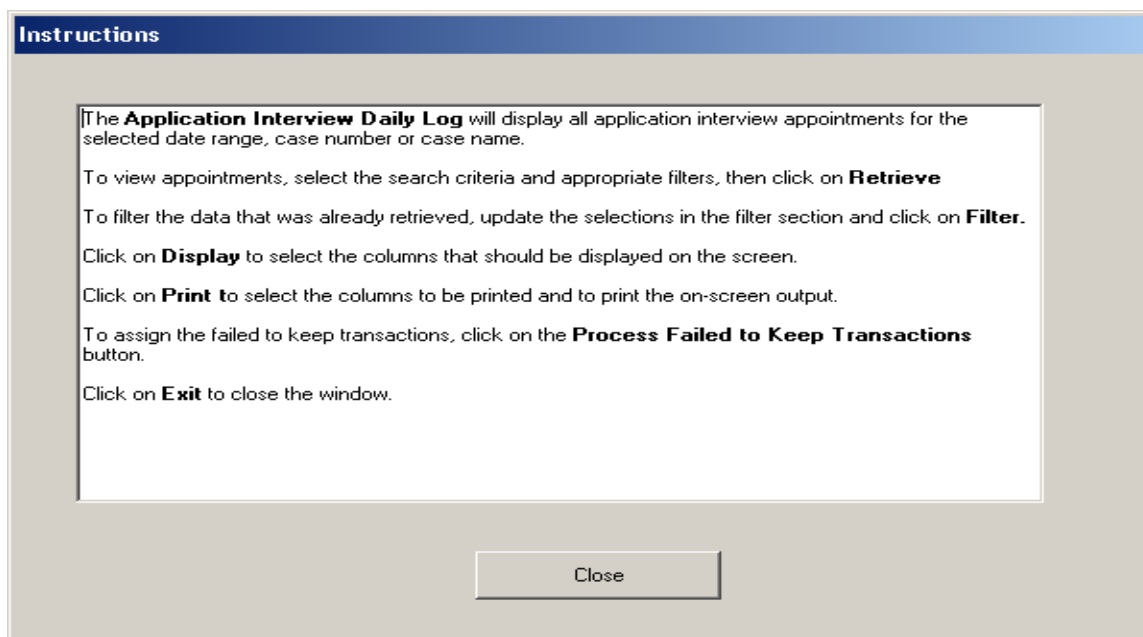 Instructions
The Application Interview Daily Log will display all application interview appointments for the
selected date range, case number or case name.
To view appointments, select the search criteria and appropriate filters, then click on Retrieve
To filter the data that was already retrieved, update the selections in the filter section and click on Filter.
Click on Display to select the columns that should be displayed on the screen.
Click on Print to select the columns to be printed and to print the on-screen output.
To assign the failed to keep transactions, click on the Process Failed to Keep Transactions
button.
Click on Exit to close the window.
Close